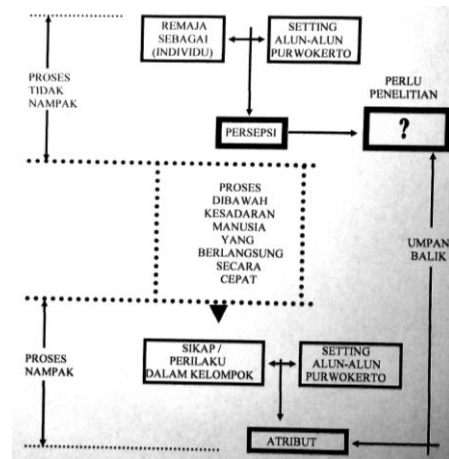 REMAJA
SEBAGAI
(INDIVIDU)
SETTING
ALUN-ALUN
PURWOKERTO
PROSES
TIDAK
NAMPAK
PERLU
PENELITIAN
PERSEPSI
?
PROSES
DIBAWAH
KESADARAN
MANUSIA
YANG
BERLANGSUNG
SECARA
CEPAT
UMPAN
BALIK
PROSES
NAMPAK
SIKAP /
PERILAKU
DALAM KELOMPOK
SETTING
ALUN-ALUN
PURWOKERTO
ATRIBUT